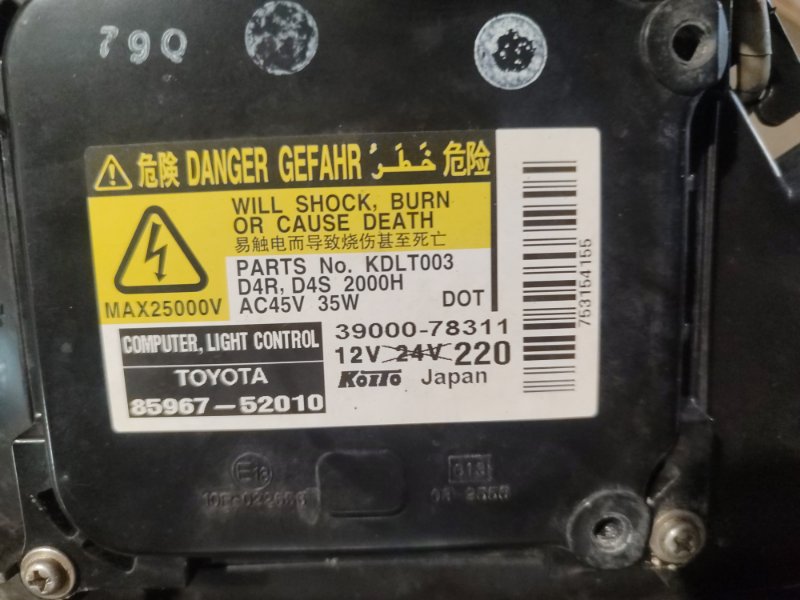 79Q
危険 DANGER GEFAHR خَطَرْ 危险
WILL SHOCK, BURN
OR CAUSE DEATH
易触电而导致烧伤甚至死亡
MAX25000V
PARTS No. KDLT003
D4R, D4S 2000H
AC45V 35W DOT
COMPUTER, LIGHT CONTROL
TOYOTA
85967-52010
39000-78311
12V 24V 220
KOITO Japan
753154155
E13